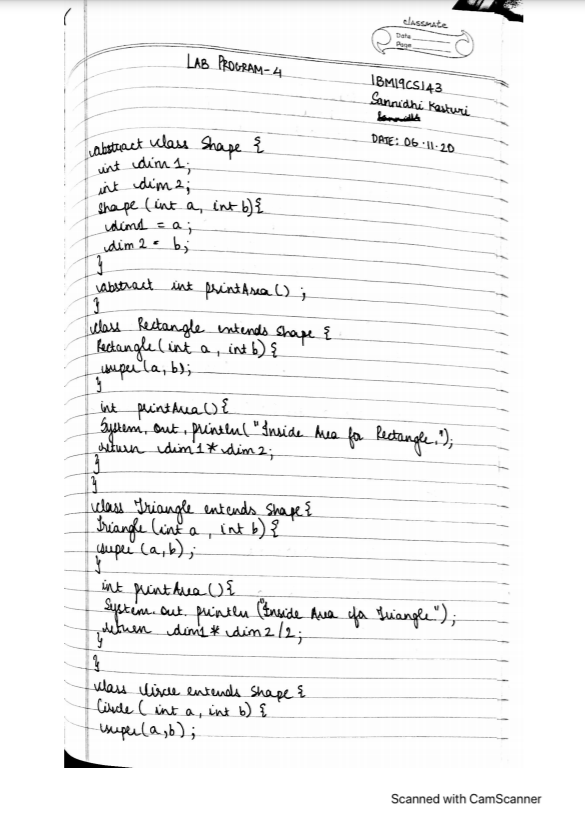 classmate
Date
Page
LAB PROGRAM-4
1BM19CS143
Sannidhi Kasturi
DATE: 06.11.20
abstract class Shape {
int dim1;
int dim2;
Shape (int a, int b){
dim1 = a;
dim2 = b;
}
abstract int printArea() ;
}
class Rectangle extends Shape {
Rectangle (int a, int b) {
super(a, b);
}
int printArea() {
System.out.println("Inside Area for Rectangle.");
return dim1*dim2;
}
}
class Triangle extends Shape {
Triangle (int a, int b) {
super (a,b);
}
int printArea() {
System.out.println ("Inside Area for Triangle");
return dim1 * dim2/2;
}
}
class Circle extends Shape {
Circle ( int a, int b) {
super(a,b);
Scanned with CamScanner